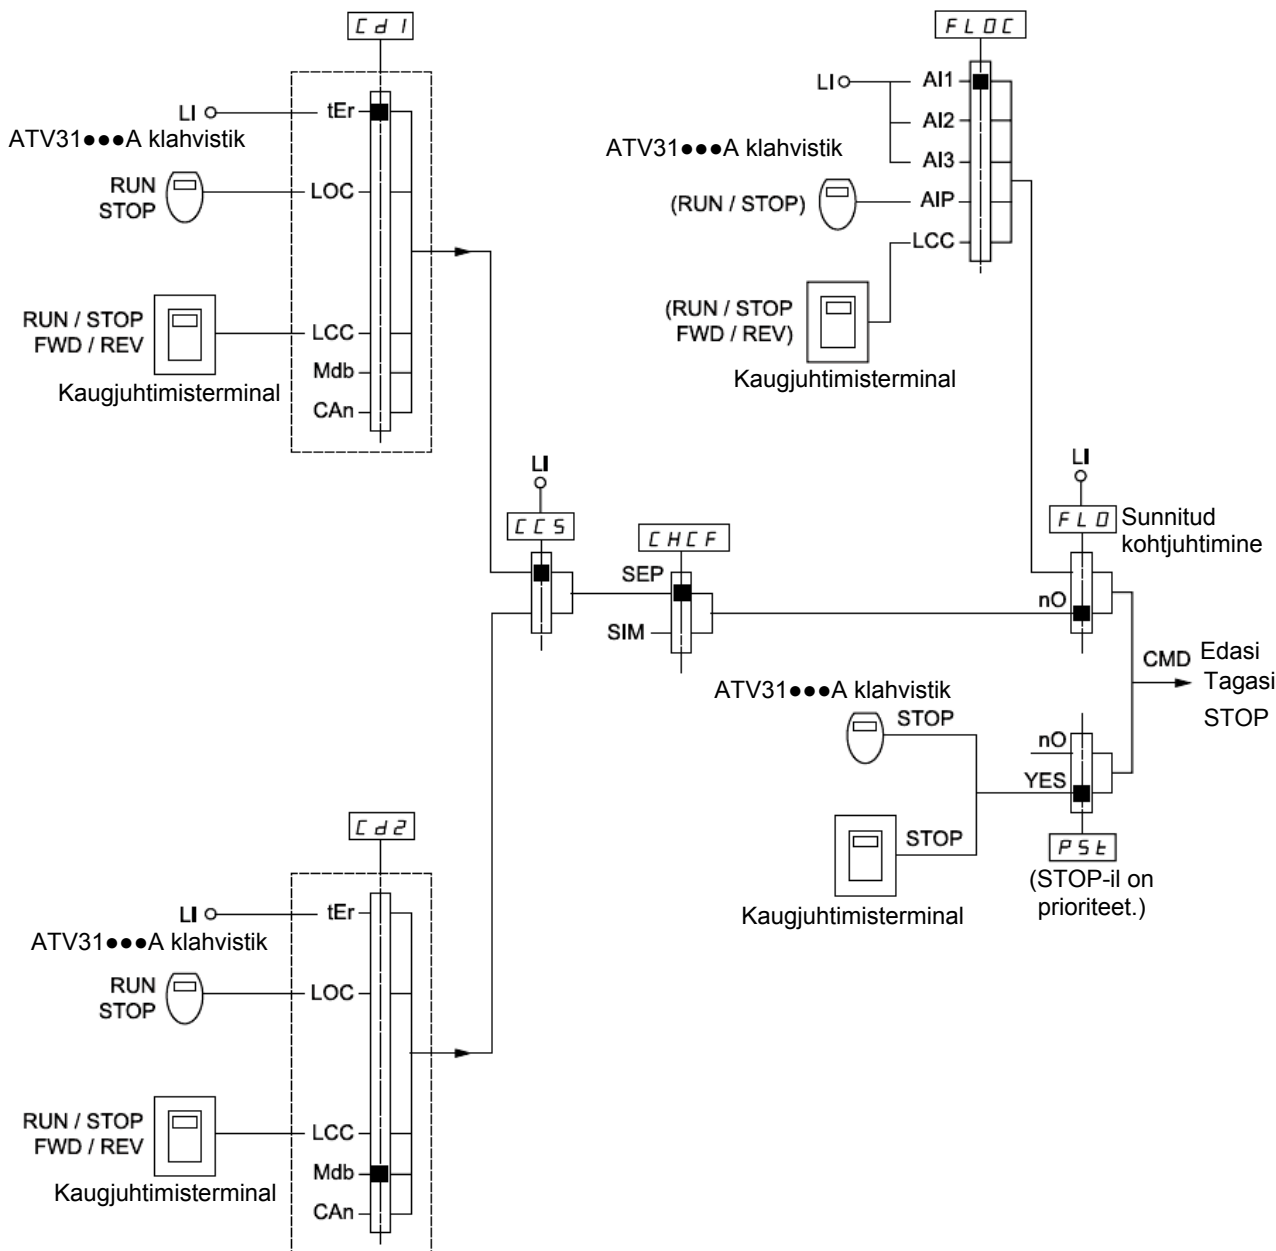 Cd1
LI
tEr
ATV31●●●A klahvistik
RUN
STOP
LOC
RUN / STOP
FWD / REV
LCC
Mdb
Kaugjuhtimisterminal
CAn
FLOC
LI
AI1
AI2
ATV31●●●A klahvistik
AI3
(RUN / STOP)
AIP
LCC
(RUN / STOP
FWD / REV)
Kaugjuhtimisterminal
LI
CCS
CHCF
SEP
SIM
LI
FLO
Sunnitud
kohtjuhtimine
nO
CMD
Edasi
Tagasi
STOP
ATV31●●●A klahvistik
STOP
nO
YES
STOP
PSt
(STOP-il on
prioriteet.)
Kaugjuhtimisterminal
Cd2
LI
tEr
ATV31●●●A klahvistik
RUN
STOP
LOC
RUN / STOP
FWD / REV
LCC
Mdb
Kaugjuhtimisterminal
CAn